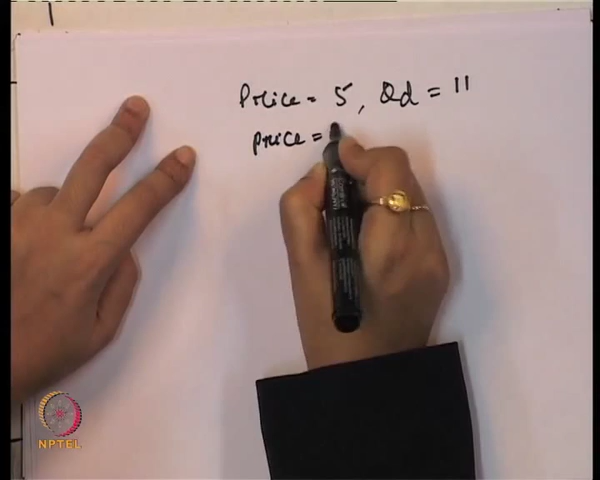 Price = 5, Qd = 11
price =
NPTEL